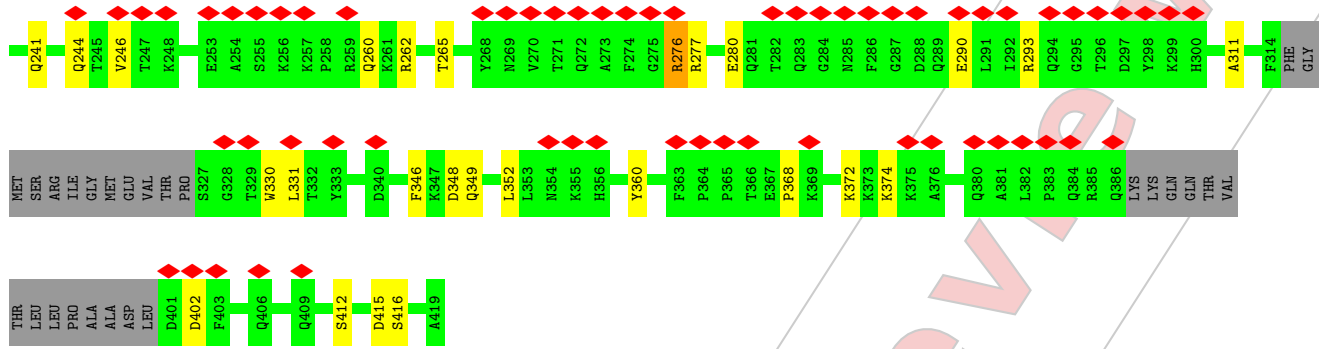 Q241 Q244 T245 V246 T247 K248 E253 A254 S255 K256 K257 P258 R259 Q260 K261 R262 T265 Y268 N269 V270 T271 Q272 A273 F274 G275 R276 R277 E280 Q281 T282 Q283 G284 N285 F286 G287 D288 Q289 E290 L291 I292 R293 Q294 G295 T296 D297 Y298 K299 H300 A311 F314 PHE GLY
MET SER ARG ILE GLY MET GLU VAL THR PRO S327 G328 T329 W330 L331 T332 Y333 D340 F346 K347 D348 Q349 L352 L353 N354 K355 H356 Y360 F363 P364 P365 T366 E367 P368 K369 K372 K373 K374 K375 A376 Q380 A381 L382 P383 Q384 R385 Q386 LYS LYS GLN GLN THR VAL
THR LEU LEU PRO ALA ALA ASP LEU D401 D402 F403 Q406 Q409 S412 D415 S416 A419